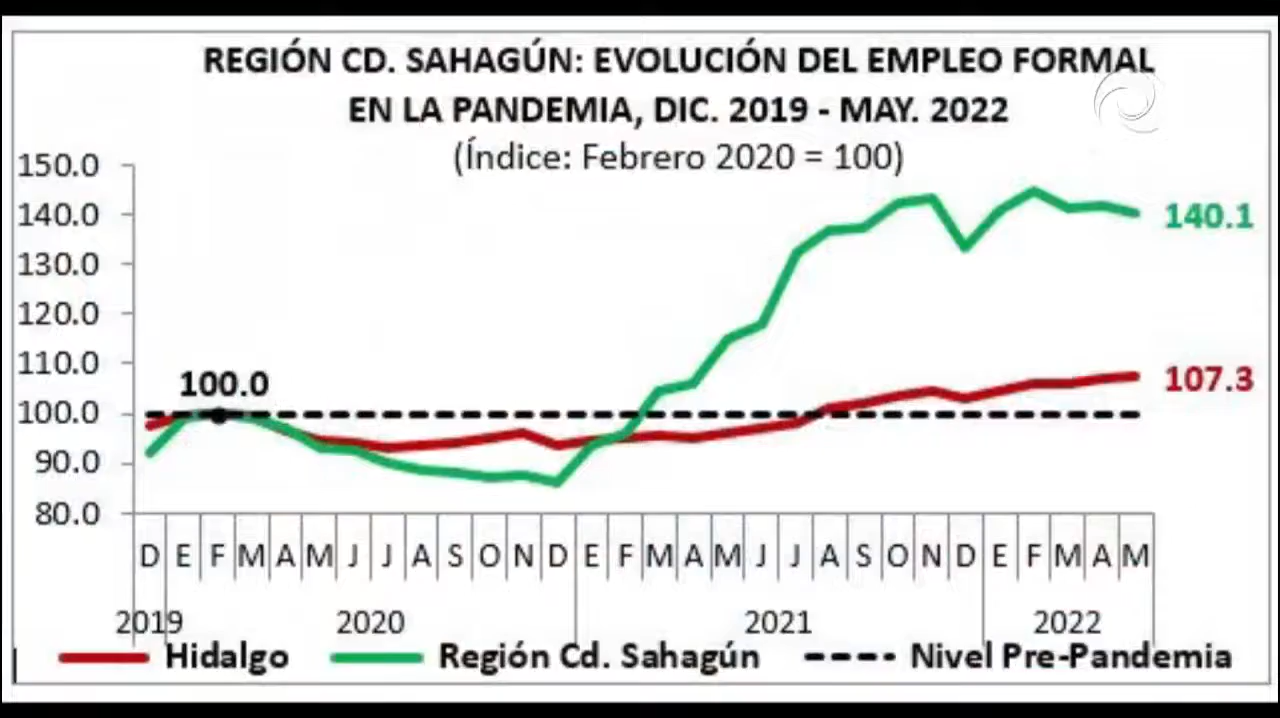 REGIÓN CD. SAHAGÚN: EVOLUCIÓN DEL EMPLEO FORMAL
EN LA PANDEMIA, DIC. 2019 - MAY. 2022
(Índice: Febrero 2020 = 100)
150.0
140.0
130.0
120.0
110.0
100.0
90.0
80.0
100.0
140.1
107.3
D E F M A M J J A S O N D E F M A M J J A S O N D E F M A M
2019 2020 2021 2022
Hidalgo Región Cd. Sahagún Nivel Pre-Pandemia